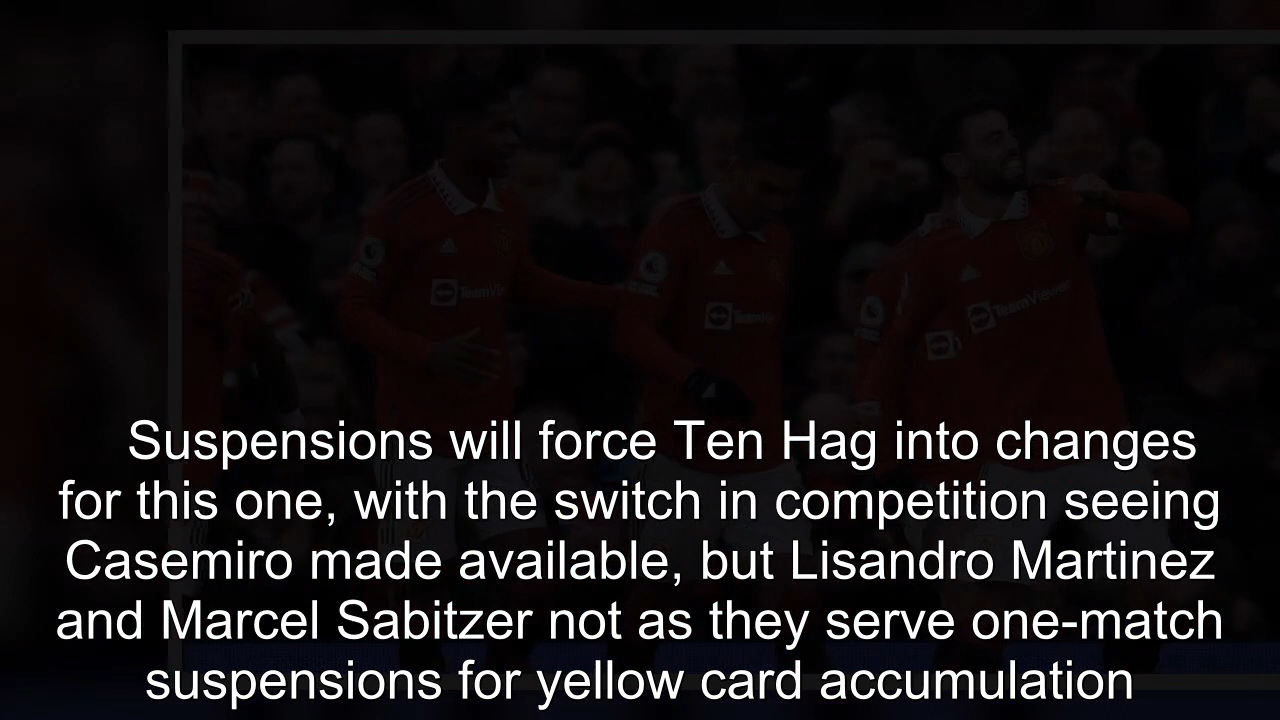 Suspensions will force Ten Hag into changes
for this one, with the switch in competition seeing
Casemiro made available, but Lisandro Martinez
and Marcel Sabitzer not as they serve one-match
suspensions for yellow card accumulation
TeamViewer